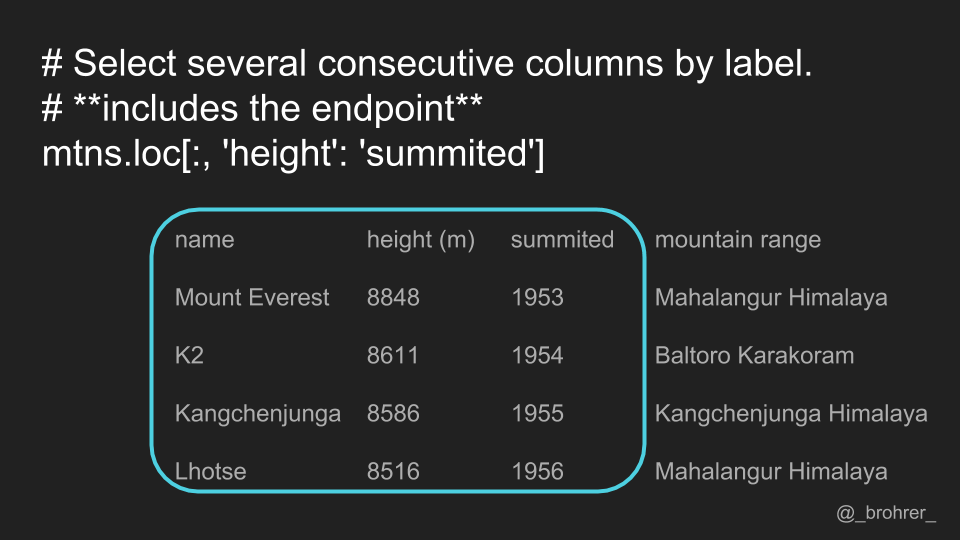 # Select several consecutive columns by label.
# **includes the endpoint**
mtns.loc[:, 'height': 'summited']
name height (m) summited mountain range
Mount Everest 8848 1953 Mahalangur Himalaya
K2 8611 1954 Baltoro Karakoram
Kangchenjunga 8586 1955 Kangchenjunga Himalaya
Lhotse 8516 1956 Mahalangur Himalaya
@_brohrer_